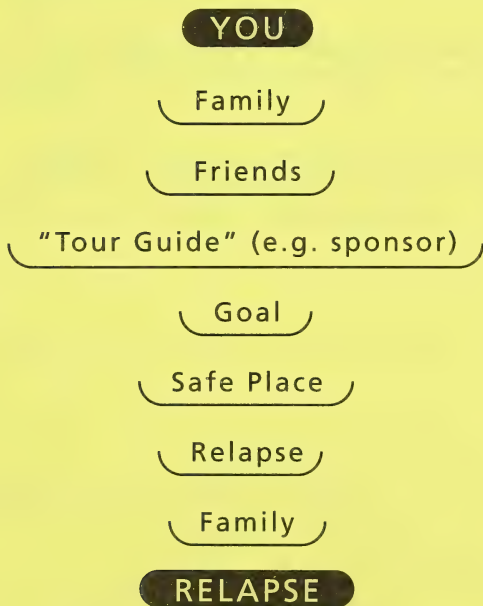 YOU
Family
Friends
"Tour Guide" (e.g. sponsor)
Goal
Safe Place
Relapse
Family
RELAPSE